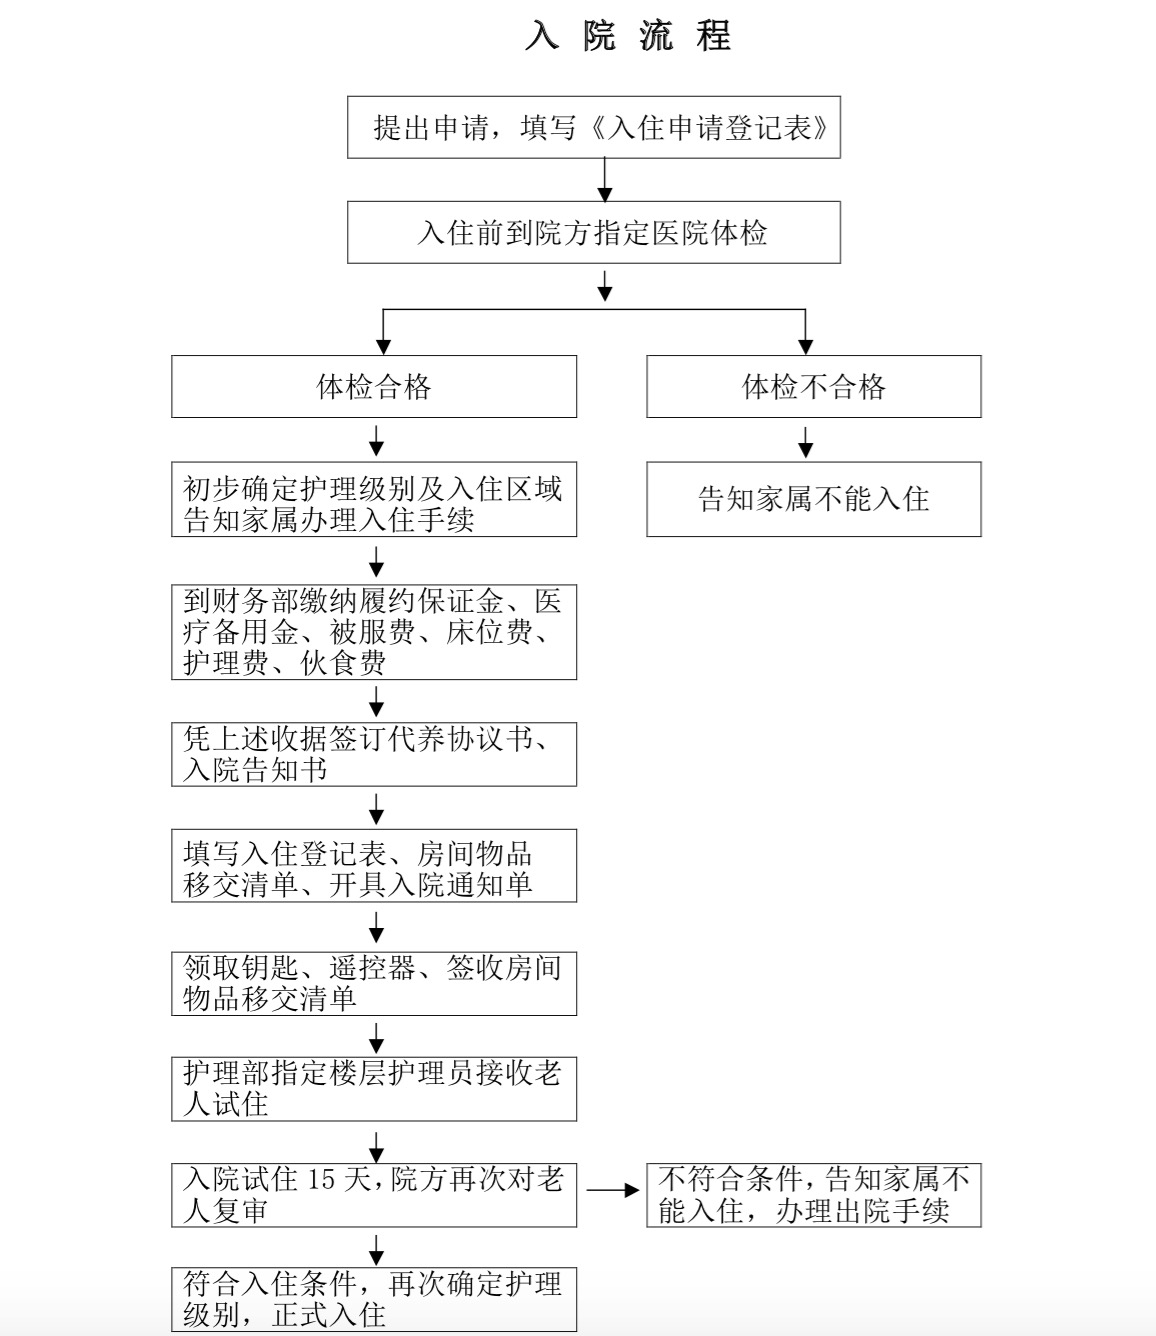 入院流程
提出申请，填写《入住申请登记表》
入住前到院方指定医院体检
体检合格
体检不合格
初步确定护理级别及入住区域
告知家属办理入住手续
告知家属不能入住
到财务部缴纳履约保证金、医
疗备用金、被服费、床位费、
护理费、伙食费
凭上述收据签订代养协议书、
入院告知书
填写入住登记表、房间物品
移交清单、开具入院通知单
领取钥匙、遥控器、签收房间
物品移交清单
护理部指定楼层护理员接收老
人试住
入院试住 15 天，院方再次对老
人复审
不符合条件，告知家属不
能入住，办理出院手续
符合入住条件，再次确定护理
级别，正式入住